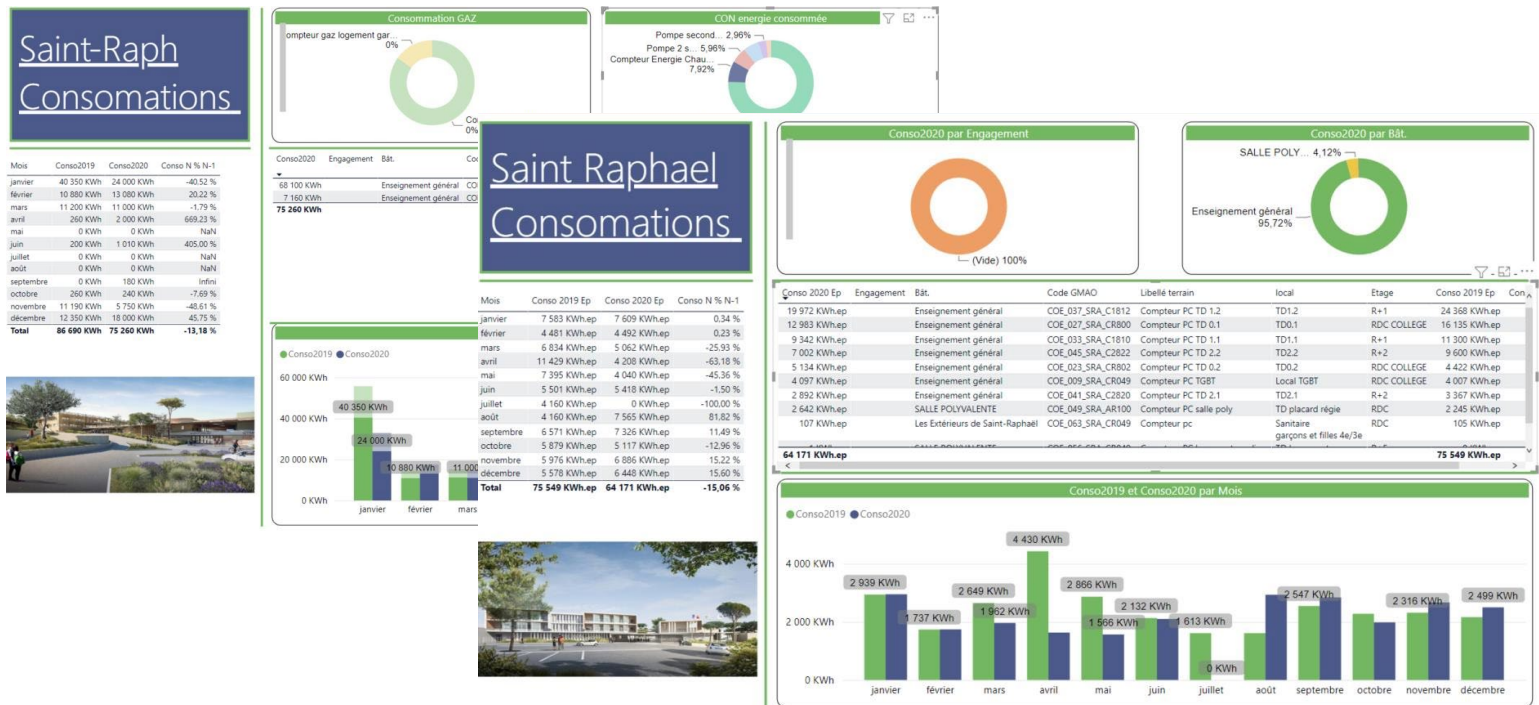 Saint-Raph
Consomations
Consommation GAZ
ompteur gaz logement gar...
0%
Co
0%
CON energie consommée
Pompe second... 2,96%
Pompe 2 s... 5,96%
Compteur Energie Chau...
7,92%
Mois Conso2019 Conso2020 Conso N % N-1
janvier 40 350 KWh 24 000 KWh -40,52 %
février 10 880 KWh 13 080 KWh 20,22 %
mars 11 200 KWh 11 000 KWh -1,79 %
avril 260 KWh 2 000 KWh 669,23 %
mai 0 KWh 0 KWh NaN
juin 200 KWh 1 010 KWh 405,00 %
juillet 0 KWh 0 KWh NaN
août 0 KWh 0 KWh NaN
septembre 0 KWh 180 KWh Infini
octobre 260 KWh 240 KWh -7,69 %
novembre 11 190 KWh 5 750 KWh -48,61 %
décembre 12 350 KWh 18 000 KWh 45,75 %
Total 86 690 KWh 75 260 KWh -13,18 %
Conso2020 Engagement Bât. Coc
68 100 KWh Enseignement général CO
7 160 KWh Enseignement général CO
75 260 KWh
Conso2019 Conso2020
60 000 KWh
40 000 KWh
20 000 KWh
0 KWh
40 350 KWh
24 000 KWh
10 880 KWh
11 000
janvier février mars
Saint Raphael
Consomations
Conso2020 par Engagement
(Vide) 100%
Conso2020 par Bât.
SALLE POLY... 4,12%
Enseignement général
95,72%
Mois Conso 2019 Ep Conso 2020 Ep Conso N % N-1
janvier 7 583 KWh.ep 7 609 KWh.ep 0,34 %
février 4 481 KWh.ep 4 492 KWh.ep 0,23 %
mars 6 834 KWh.ep 5 062 KWh.ep -25,93 %
avril 11 429 KWh.ep 4 208 KWh.ep -63,18 %
mai 7 395 KWh.ep 4 040 KWh.ep -45,36 %
juin 5 501 KWh.ep 5 418 KWh.ep -1,50 %
juillet 4 160 KWh.ep 0 KWh.ep -100,00 %
août 4 160 KWh.ep 7 565 KWh.ep 81,82 %
septembre 6 571 KWh.ep 7 326 KWh.ep 11,49 %
octobre 5 879 KWh.ep 5 117 KWh.ep -12,96 %
novembre 5 976 KWh.ep 6 886 KWh.ep 15,22 %
décembre 5 578 KWh.ep 6 448 KWh.ep 15,60 %
Total 75 549 KWh.ep 64 171 KWh.ep -15,06 %
Conso 2020 Ep Engagement Bât. Code GMAO Libellé terrain local Etage Conso 2019 Ep Con
19 972 KWh.ep Enseignement général COE_037_SRA_C1812 Compteur PC TD 1.2 TD1.2 R+1 24 368 KWh.ep
12 983 KWh.ep Enseignement général COE_027_SRA_CR800 Compteur PC TD 0.1 TD0.1 RDC COLLEGE 16 135 KWh.ep
9 342 KWh.ep Enseignement général COE_033_SRA_C1810 Compteur PC TD 1.1 TD1.1 R+1 11 300 KWh.ep
7 002 KWh.ep Enseignement général COE_045_SRA_C2822 Compteur PC TD 2.2 TD2.2 R+2 9 600 KWh.ep
5 134 KWh.ep Enseignement général COE_023_SRA_CR802 Compteur PC TD 0.2 TD0.2 RDC COLLEGE 4 422 KWh.ep
4 097 KWh.ep Enseignement général COE_009_SRA_CR049 Compteur PC TGBT Local TGBT RDC COLLEGE 4 007 KWh.ep
2 892 KWh.ep Enseignement général COE_041_SRA_C2820 Compteur PC TD 2.1 TD2.1 R+2 3 367 KWh.ep
2 642 KWh.ep SALLE POLYVALENTE COE_049_SRA_AR100 Compteur PC salle poly TD placard régie RDC 2 245 KWh.ep
107 KWh.ep Les Extérieurs de Saint-Raphaël COE_063_SRA_CR049 Compteur pc Sanitaire RDC 105 KWh.ep
garçons et filles 4e/3e
64 171 KWh.ep 75 549 KWh.ep
Conso2019 et Conso2020 par Mois
Conso2019 Conso2020
4 000 KWh
2 000 KWh
0 KWh
2 939 KWh
1 737 KWh
2 649 KWh
1 962 KWh
4 430 KWh
2 866 KWh
1 566 KWh
2 132 KWh
1 613 KWh
0 KWh
2 547 KWh
2 316 KWh
2 499 KWh
janvier février mars avril mai juin juillet août septembre octobre novembre décembre